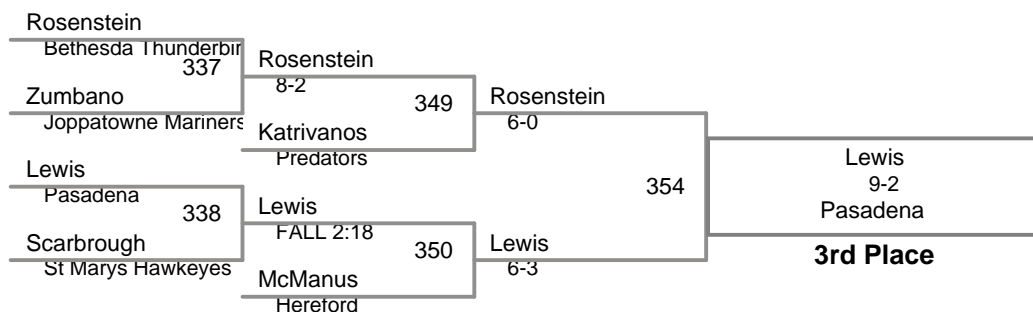 Rosenstein
Bethesda Thunderbir
337
Zumbano
Joppatowne Mariners
Lewis
Pasadena
338
Scarbrough
St Marys Hawkeyes
Rosenstein
8-2
349
Katrivanos
Predators
Lewis
FALL 2:18
350
McManus
Hereford
Rosenstein
6-0
354
Lewis
6-3
Lewis
9-2
Pasadena
3rd Place